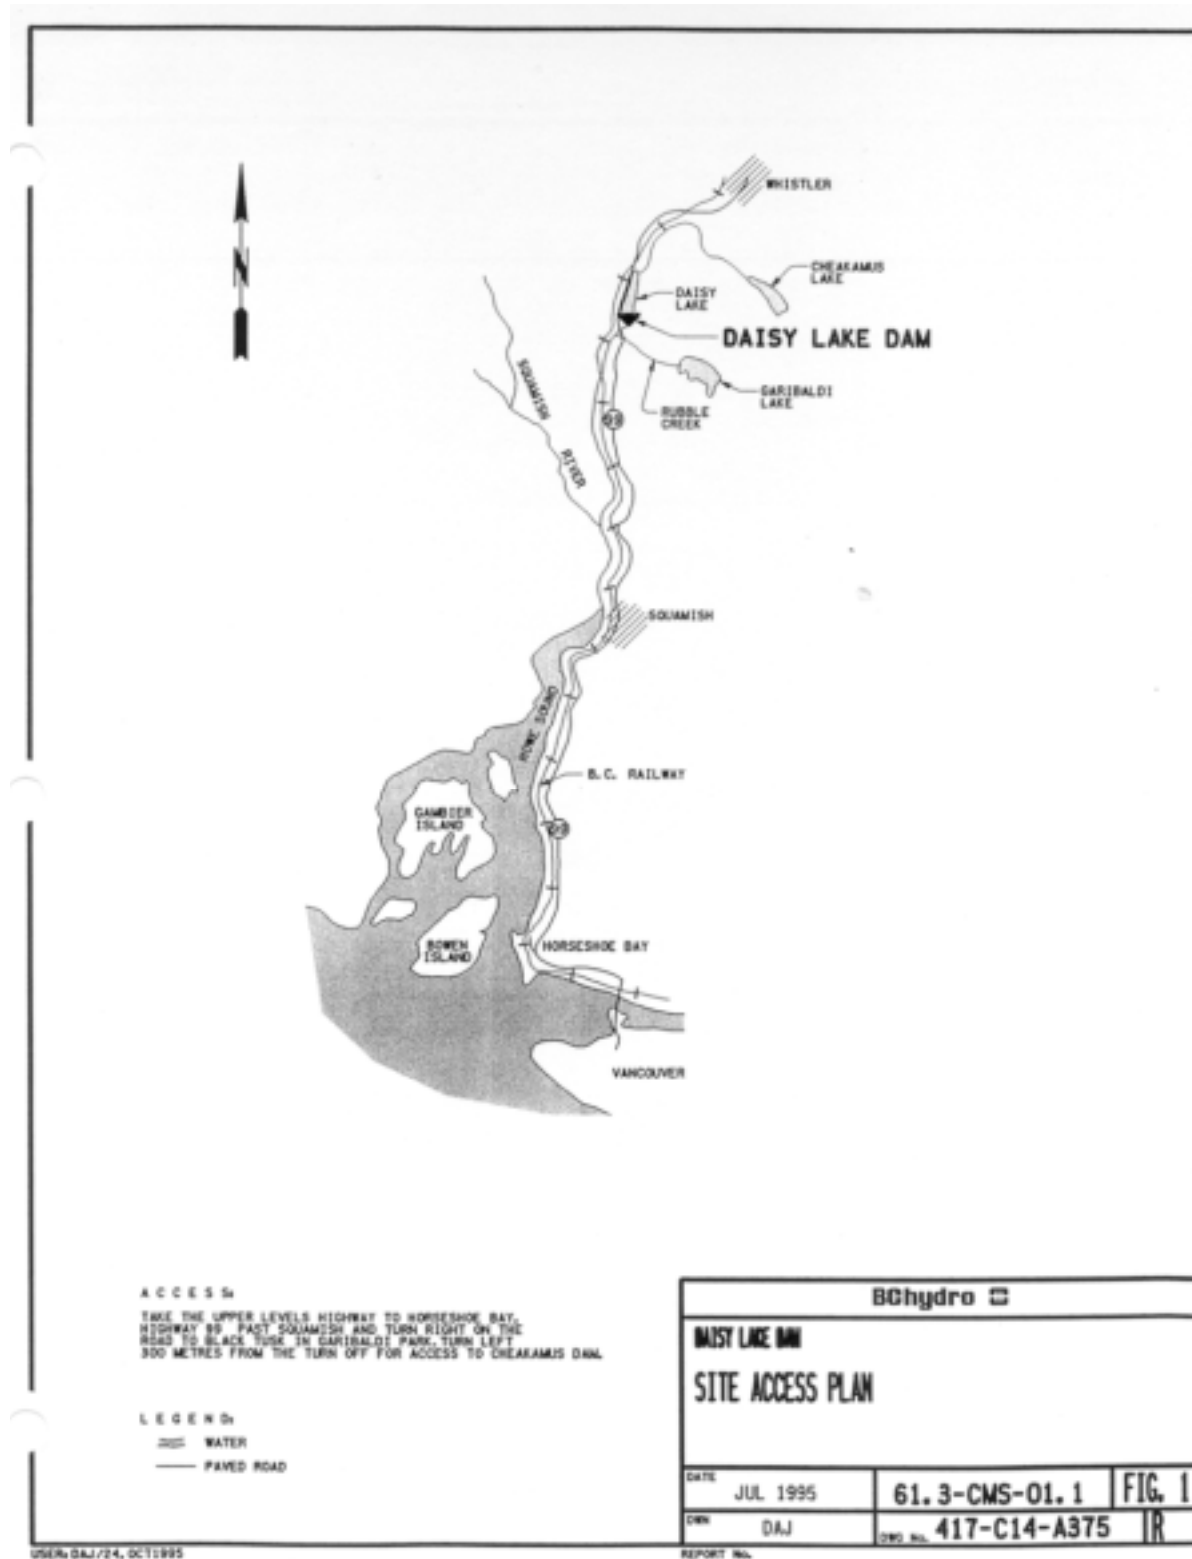 N
WHISTLER
CHEAKAMUS
LAKE
DAISY
LAKE
DAISY LAKE DAM
GARIBALDI
LAKE
RUBBLE
CREEK
99
SQUAMISH
RIVER
SQUAMISH
HOWE SOUND
B.C. RAILWAY
GAMBIER
ISLAND
99
BOWEN
ISLAND
HORSESHOE BAY
VANCOUVER
A C C E S S:
TAKE THE UPPER LEVELS HIGHWAY TO HORSESHOE BAY.
HIGHWAY 99 PAST SQUAMISH AND TURN RIGHT ON THE
ROAD TO BLACK TUSK IN GARIBALDI PARK. TURN LEFT
300 METRES FROM THE TURN OFF FOR ACCESS TO CHEAKAMUS DAM.
L E G E N D:
WATER
PAVED ROAD
BChydro
DAISY LAKE DAM
SITE ACCESS PLAN
DATE
JUL 1995
61.3-CMS-01.1
FIG. 1
DWN
DAJ
DWG No. 417-C14-A375
R
USER: DAJ/24, OCT1995
REPORT No.